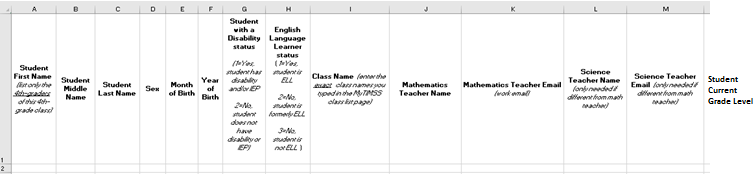 A B C D E F G H I J K L M
Student
First Name
(list only the
4th-graders
of this 4th-
grade class)
Student
Middle
Name
Student
Last Name
Sex
Month
of Birth
Year
of
Birth
Student
with a
Disability
status
(1=Yes,
student has
disability
and/or IEP
2=No,
student
does not
have
disability or
IEP)
English
Language
Learner
status
( 1=Yes,
student is
ELL
2=No,
student is
formerly ELL
3=No,
student is
not ELL )
Class Name (enter the
exact class names you
typed in the MyTIMSS
class list page)
Mathematics
Teacher Name
Mathematics Teacher Email
(work email)
Science
Teacher Name
(only needed if
different from math
teacher)
Science Teacher
Email (only needed if
different from math
teacher)
Student
Current
Grade Level
1
2